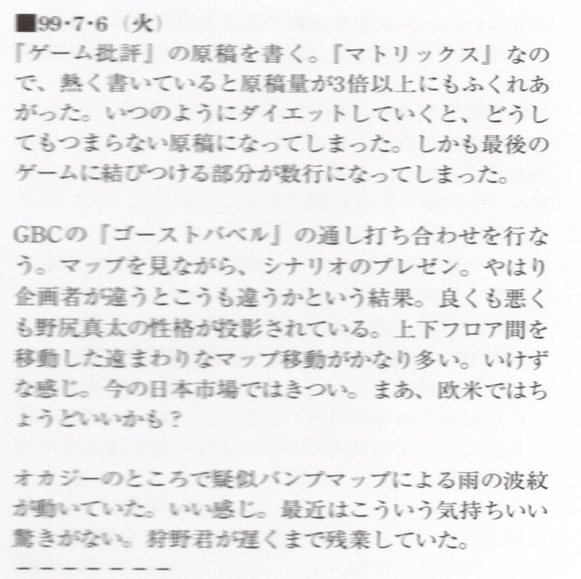 ■99・7・6（火）
『ゲーム批評』の原稿を書く。『マトリックス』なの
で、熱く書いていると原稿量が3倍以上にもふくれあ
がった。いつのようにダイエットしていくと、どうし
てもつまらない原稿になってしまった。しかも最後の
ゲームに結びつける部分が数行になってしまった。
GBCの『ゴーストバベル』の通し打ち合わせを行な
う。マップを見ながら、シナリオのプレゼン。やはり
企画者が違うとこうも違うかという結果。良くも悪く
も野尻真太の性格が投影されている。上下フロア間を
移動した遠まわりなマップ移動がかなり多い。いけず
な感じ。今の日本市場ではきつい。まあ、欧米ではち
ょうどいいかも？
オカジーのところで疑似バンプマップによる雨の波紋
が動いていた。いい感じ。最近はこういう気持ちいい
驚きがない。狩野君が遅くまで残業していた。
－－－－－－－